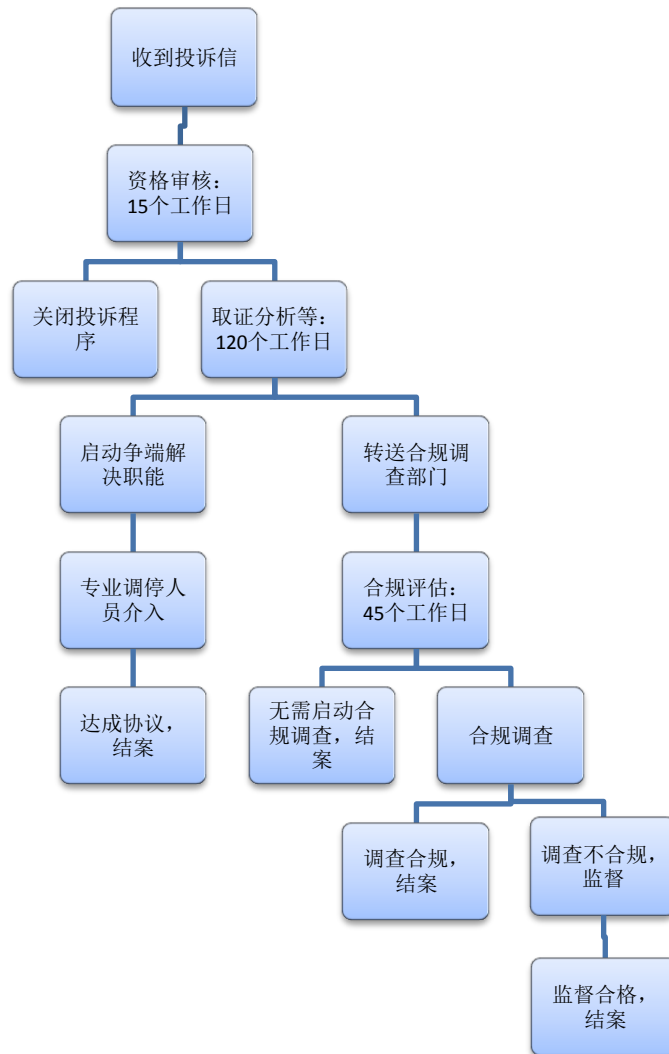 收到投诉信
资格审核：
15个工作日
关闭投诉程
序
取证分析等：
120个工作日
启动争端解
决职能
转送合规调
查部门
专业调停人
员介入
合规评估：
45个工作日
达成协议，
结案
无需启动合
规调查，结
案
合规调查
调查合规，
结案
调查不合规，
监督
监督合格，
结案